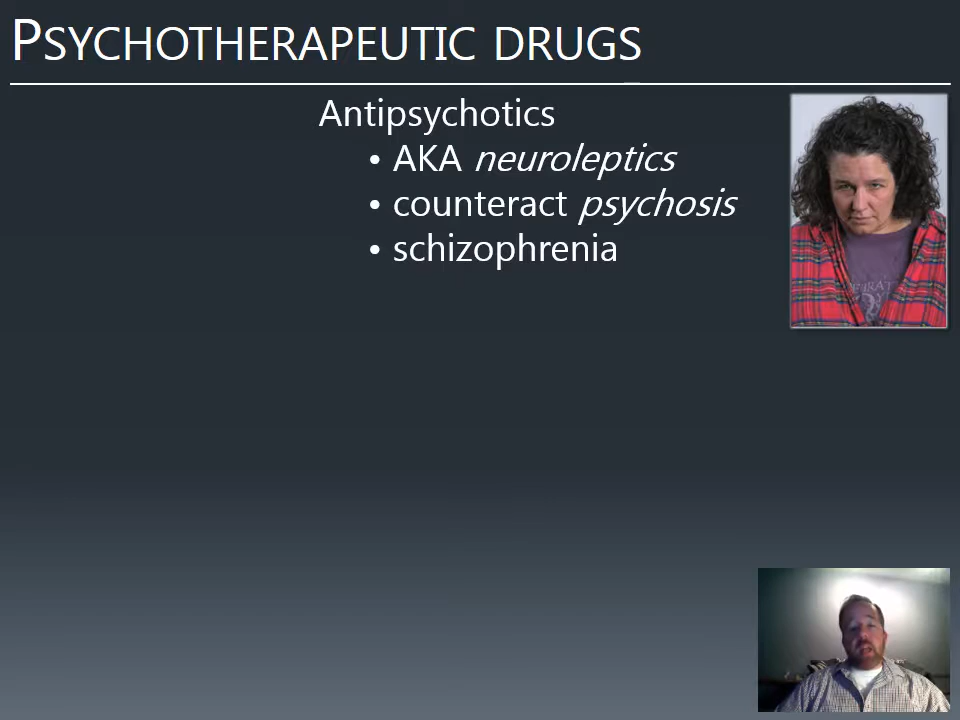 PSYCHOTHERAPEUTIC DRUGS
Antipsychotics
• AKA neuroleptics
• counteract psychosis
• schizophrenia